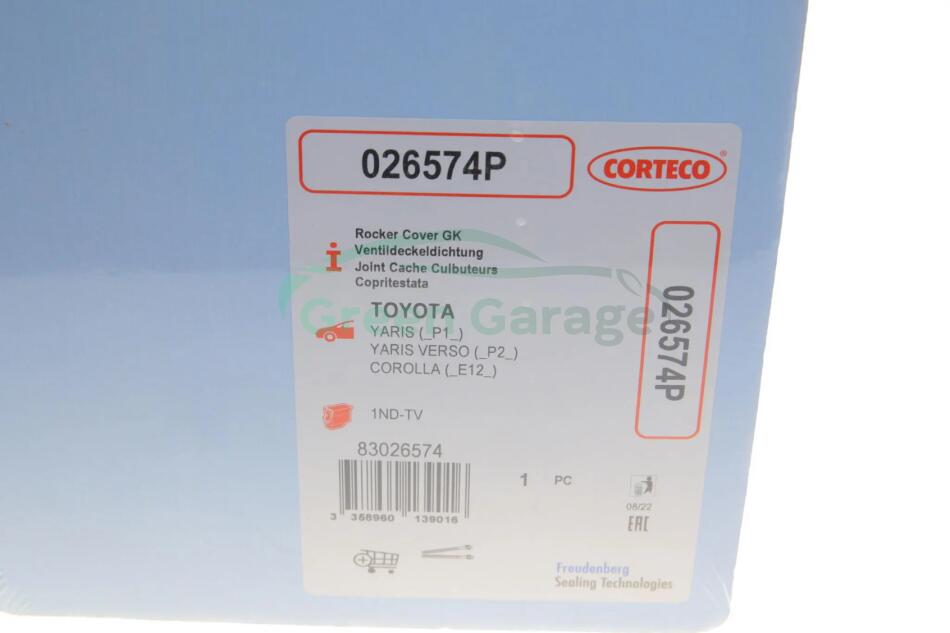 026574P
CORTECO
®
Rocker Cover GK
Ventildeckeldichtung
Joint Cache Culbuteurs
Copritestata
Green Garage
TOYOTA
YARIS (_P1_)
YARIS VERSO (_P2_)
COROLLA (_E12_)
026574P
1ND-TV
83026574
3 358960 139016
1 PC
08/22
EAC
Freudenberg
Sealing Technologies